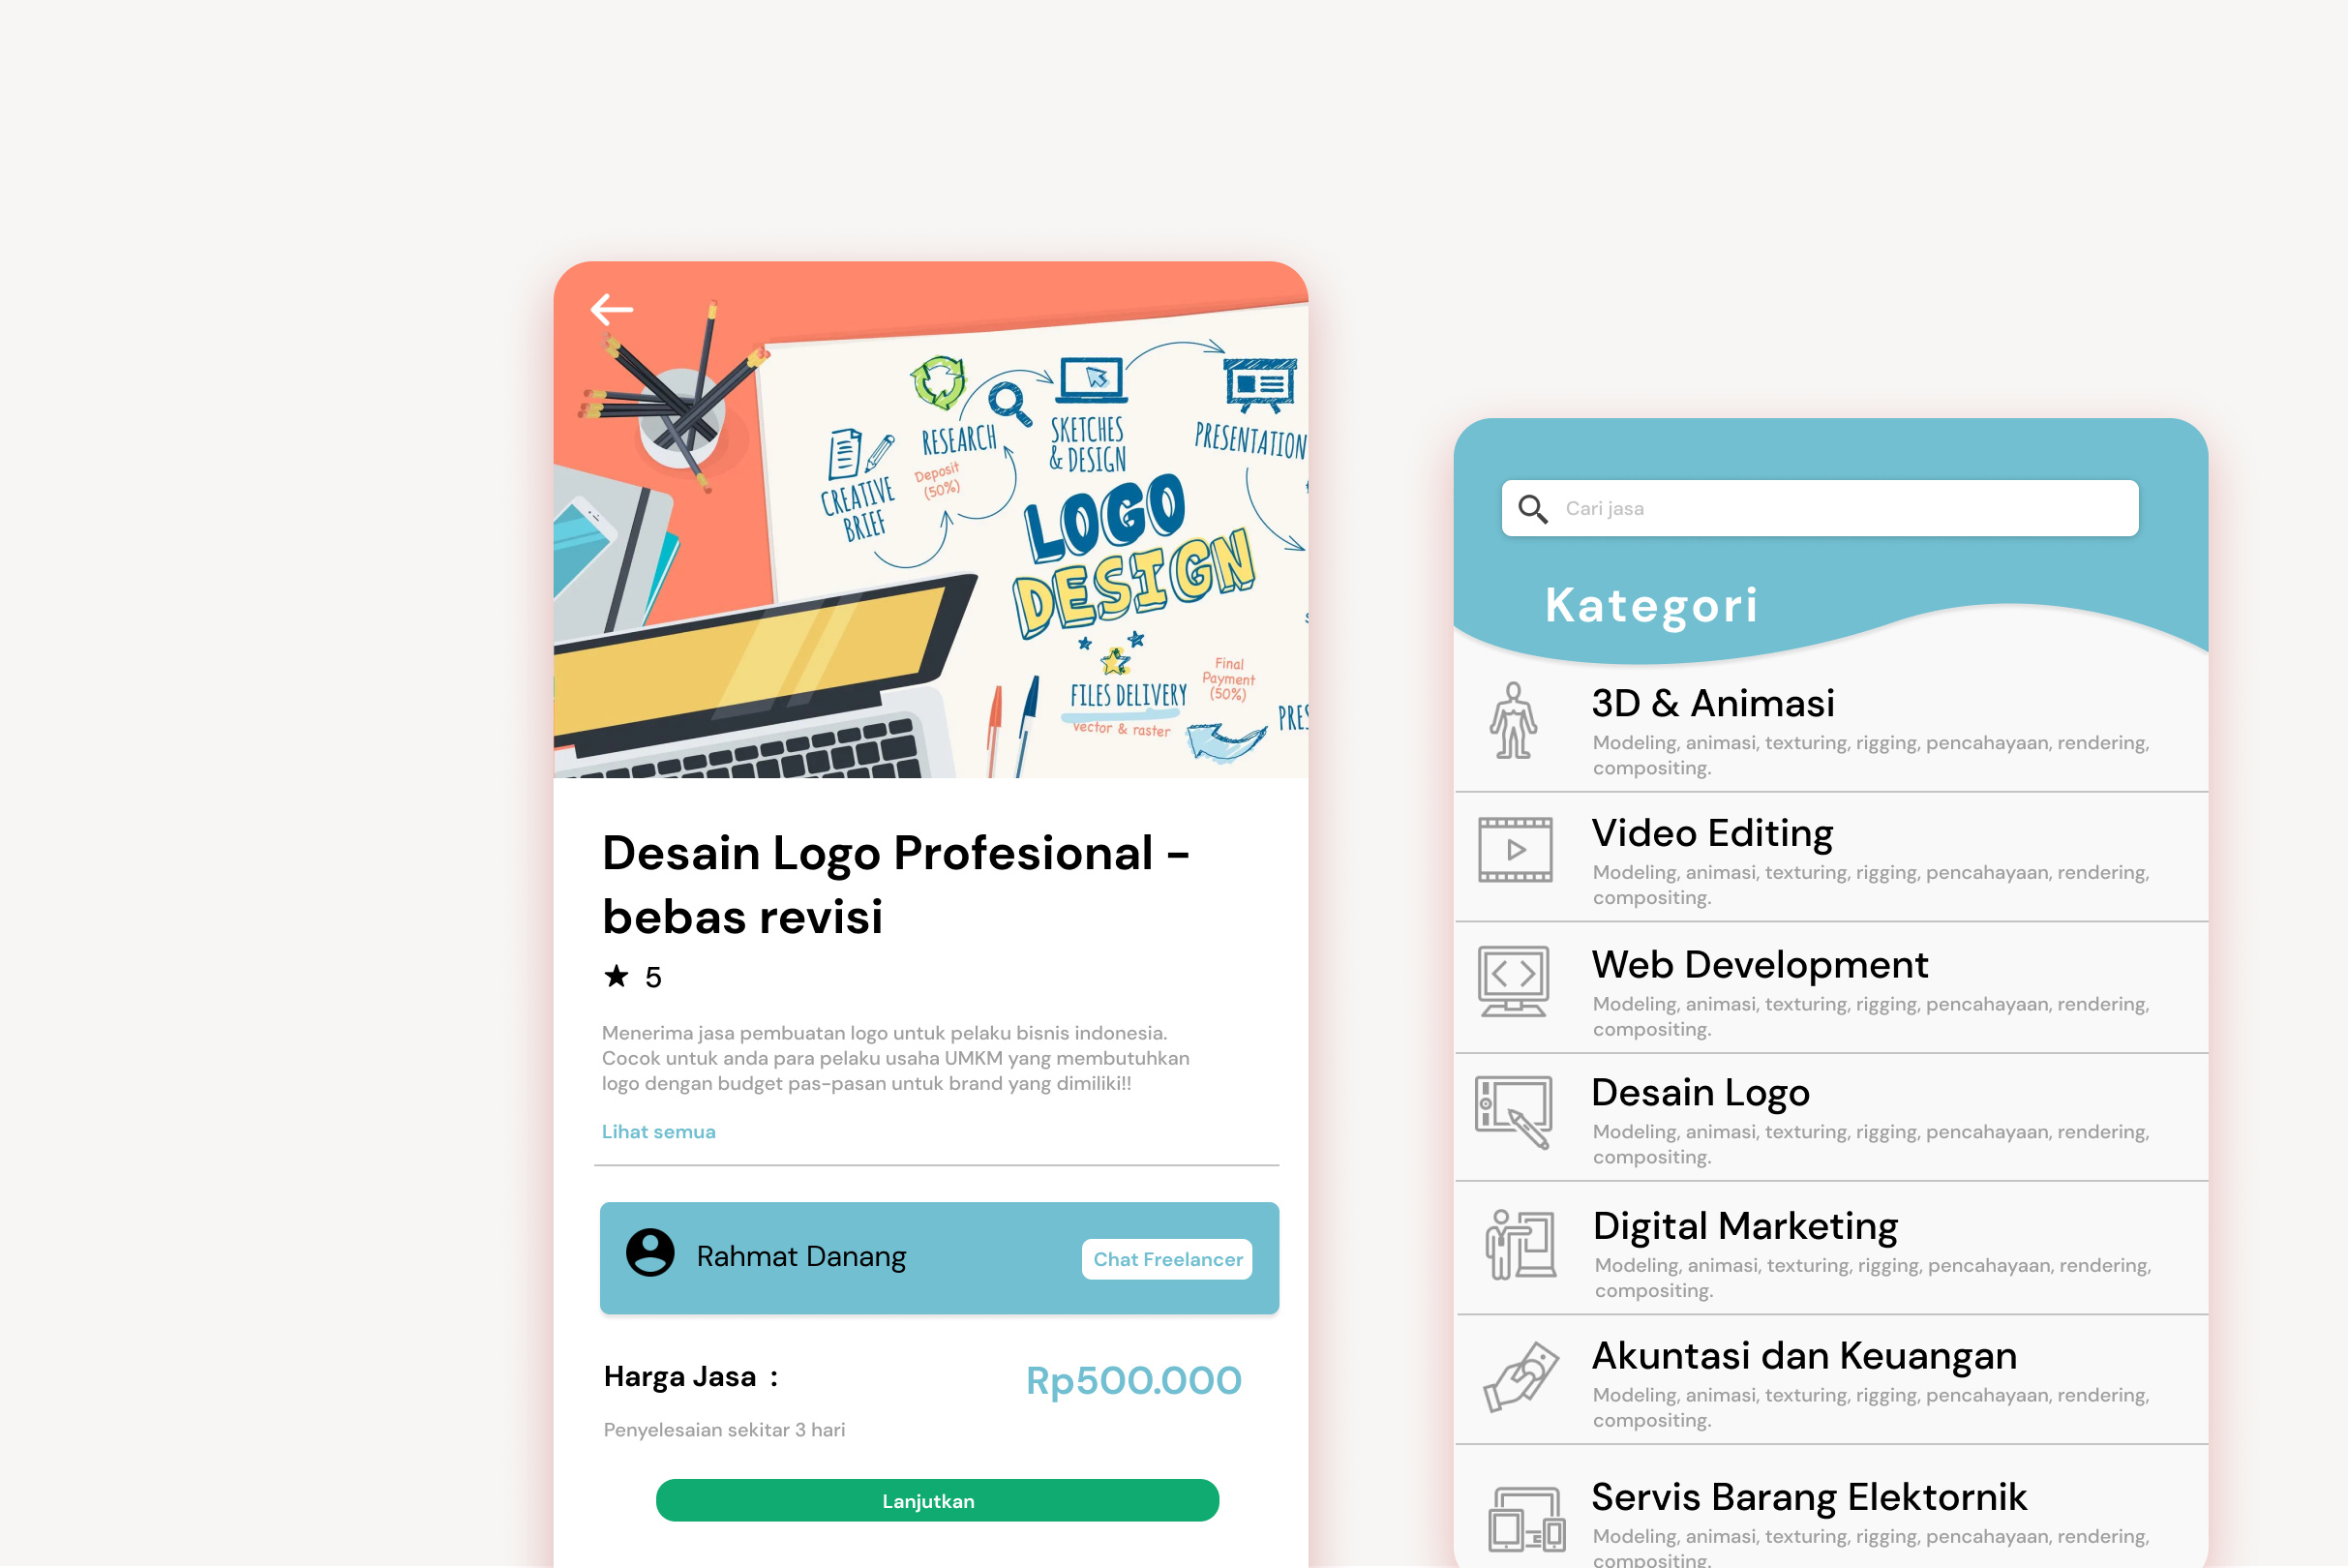 CREATIVE
BRIEF
RESEARCH
Deposit
(50%)
SKETCHES
& DESIGN
PRESENTATION
LOGO
DESIGN
FILES DELIVERY
vector & raster
Final
Payment
(50%)
PRES
Desain Logo Profesional -
bebas revisi
5
Menerima jasa pembuatan logo untuk pelaku bisnis indonesia.
Cocok untuk anda para pelaku usaha UMKM yang membutuhkan
logo dengan budget pas-pasan untuk brand yang dimiliki!!
Lihat semua
Rahmat Danang
Chat Freelancer
Harga Jasa :
Rp500.000
Penyelesaian sekitar 3 hari
Lanjutkan
Cari jasa
Kategori
3D & Animasi
Modeling, animasi, texturing, rigging, pencahayaan, rendering,
compositing.
Video Editing
Modeling, animasi, texturing, rigging, pencahayaan, rendering,
compositing.
Web Development
Modeling, animasi, texturing, rigging, pencahayaan, rendering,
compositing.
Desain Logo
Modeling, animasi, texturing, rigging, pencahayaan, rendering,
compositing.
Digital Marketing
Modeling, animasi, texturing, rigging, pencahayaan, rendering,
compositing.
Akuntasi dan Keuangan
Modeling, animasi, texturing, rigging, pencahayaan, rendering,
compositing.
Servis Barang Elektornik
Modeling, animasi, texturing, rigging, pencahayaan, rendering,
compositing.